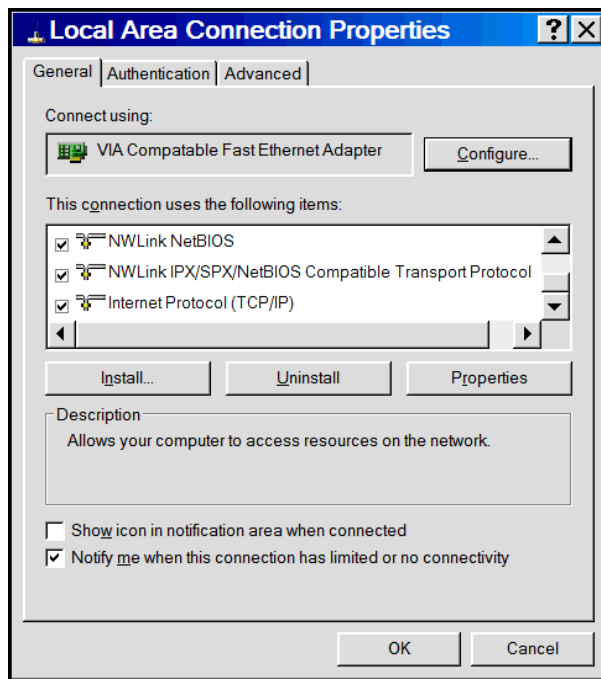 Local Area Connection Properties
General Authentication Advanced
Connect using:
VIA Compatable Fast Ethernet Adapter
Configure...
This connection uses the following items:
NWLink NetBIOS
NWLink IPX/SPX/NetBIOS Compatible Transport Protocol
Internet Protocol (TCP/IP)
Install... Uninstall Properties
Description
Allows your computer to access resources on the network.
Show icon in notification area when connected
Notify me when this connection has limited or no connectivity
OK Cancel